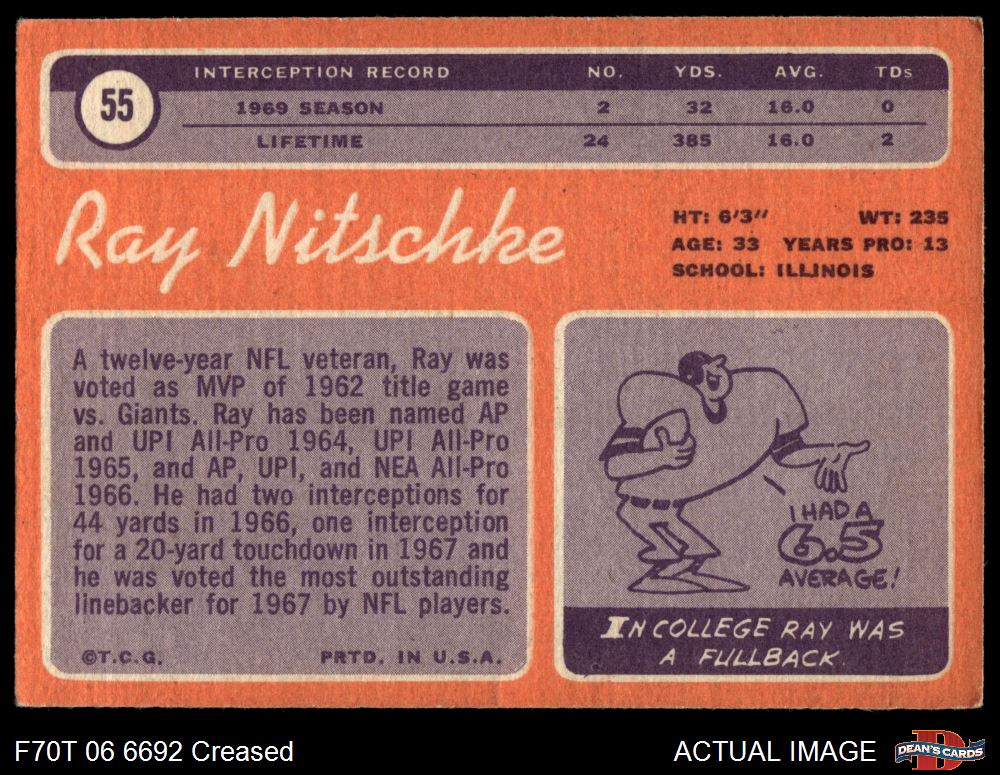 55
INTERCEPTION RECORD NO. YDS. AVG. TDs
1969 SEASON 2 32 16.0 0
LIFETIME 24 385 16.0 2
Ray Nitschke
HT: 6'3" WT: 235
AGE: 33 YEARS PRO: 13
SCHOOL: ILLINOIS
A twelve-year NFL veteran, Ray was
voted as MVP of 1962 title game
vs. Giants. Ray has been named AP
and UPI All-Pro 1964, UPI All-Pro
1965, and AP, UPI, and NEA All-Pro
1966. He had two interceptions for
44 yards in 1966, one interception
for a 20-yard touchdown in 1967 and
he was voted the most outstanding
linebacker for 1967 by NFL players.
©T.C.G. PRTD. IN U.S.A.
I HAD A
6.5
AVERAGE!
IN COLLEGE RAY WAS
A FULLBACK.
F70T 06 6692 Creased
ACTUAL IMAGE
D
DEAN'S CARDS